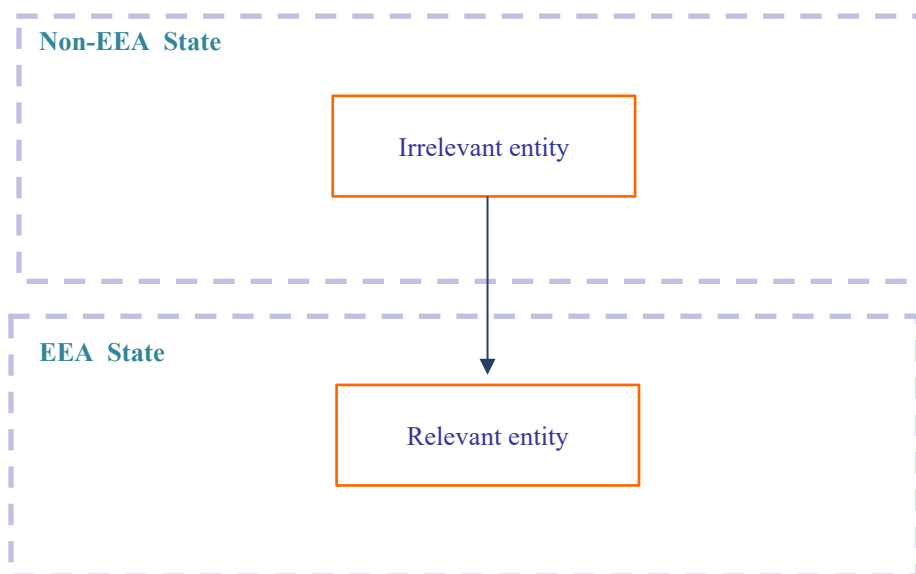 Non-EEA State
Irrelevant entity
EEA State
Relevant entity